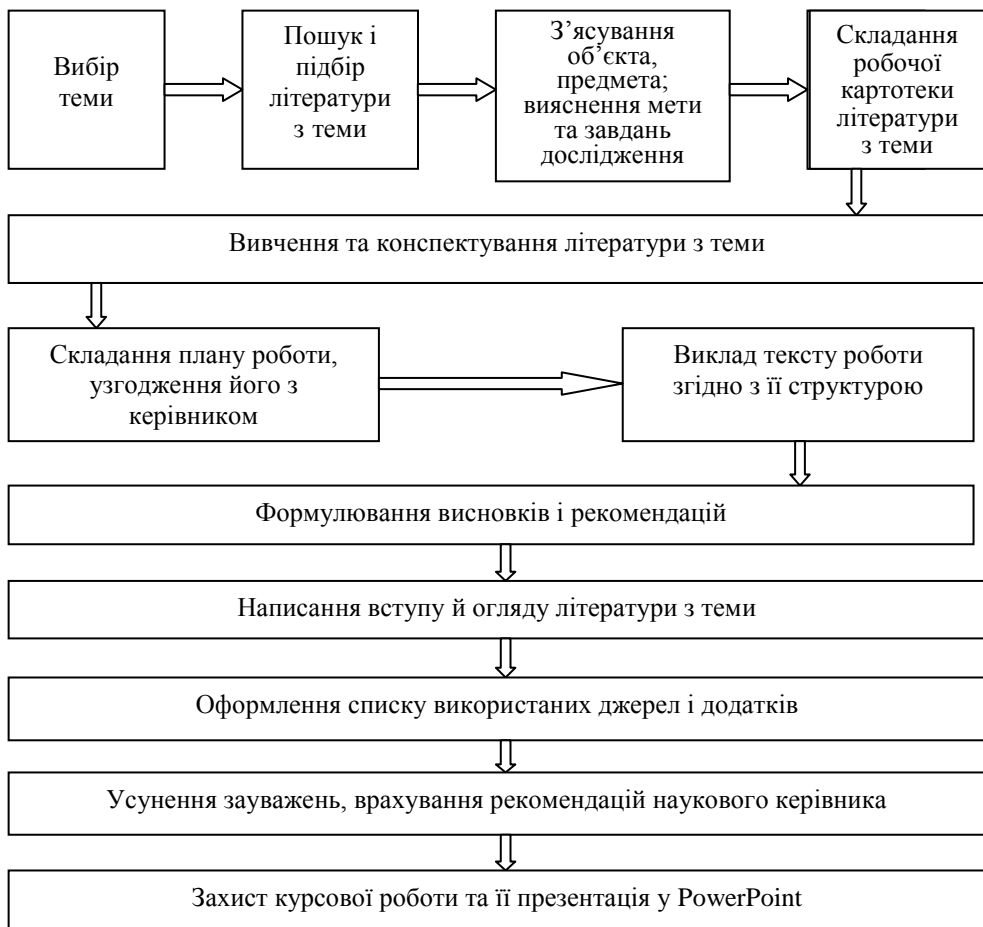 Вибір
теми
Пошук і
підбір
літератури
з теми
З’ясування
об’єкта,
предмета;
вияснення мети
та завдань
дослідження
Складання
робочої
картотеки
літератури
з теми
Вивчення та конспектування літератури з теми
Складання плану роботи,
узгодження його з
керівником
Виклад тексту роботи
згідно з її структурою
Формулювання висновків і рекомендацій
Написання вступу й огляду літератури з теми
Оформлення списку використаних джерел і додатків
Усунення зауважень, врахування рекомендацій наукового керівника
Захист курсової роботи та її презентація у PowerPoint